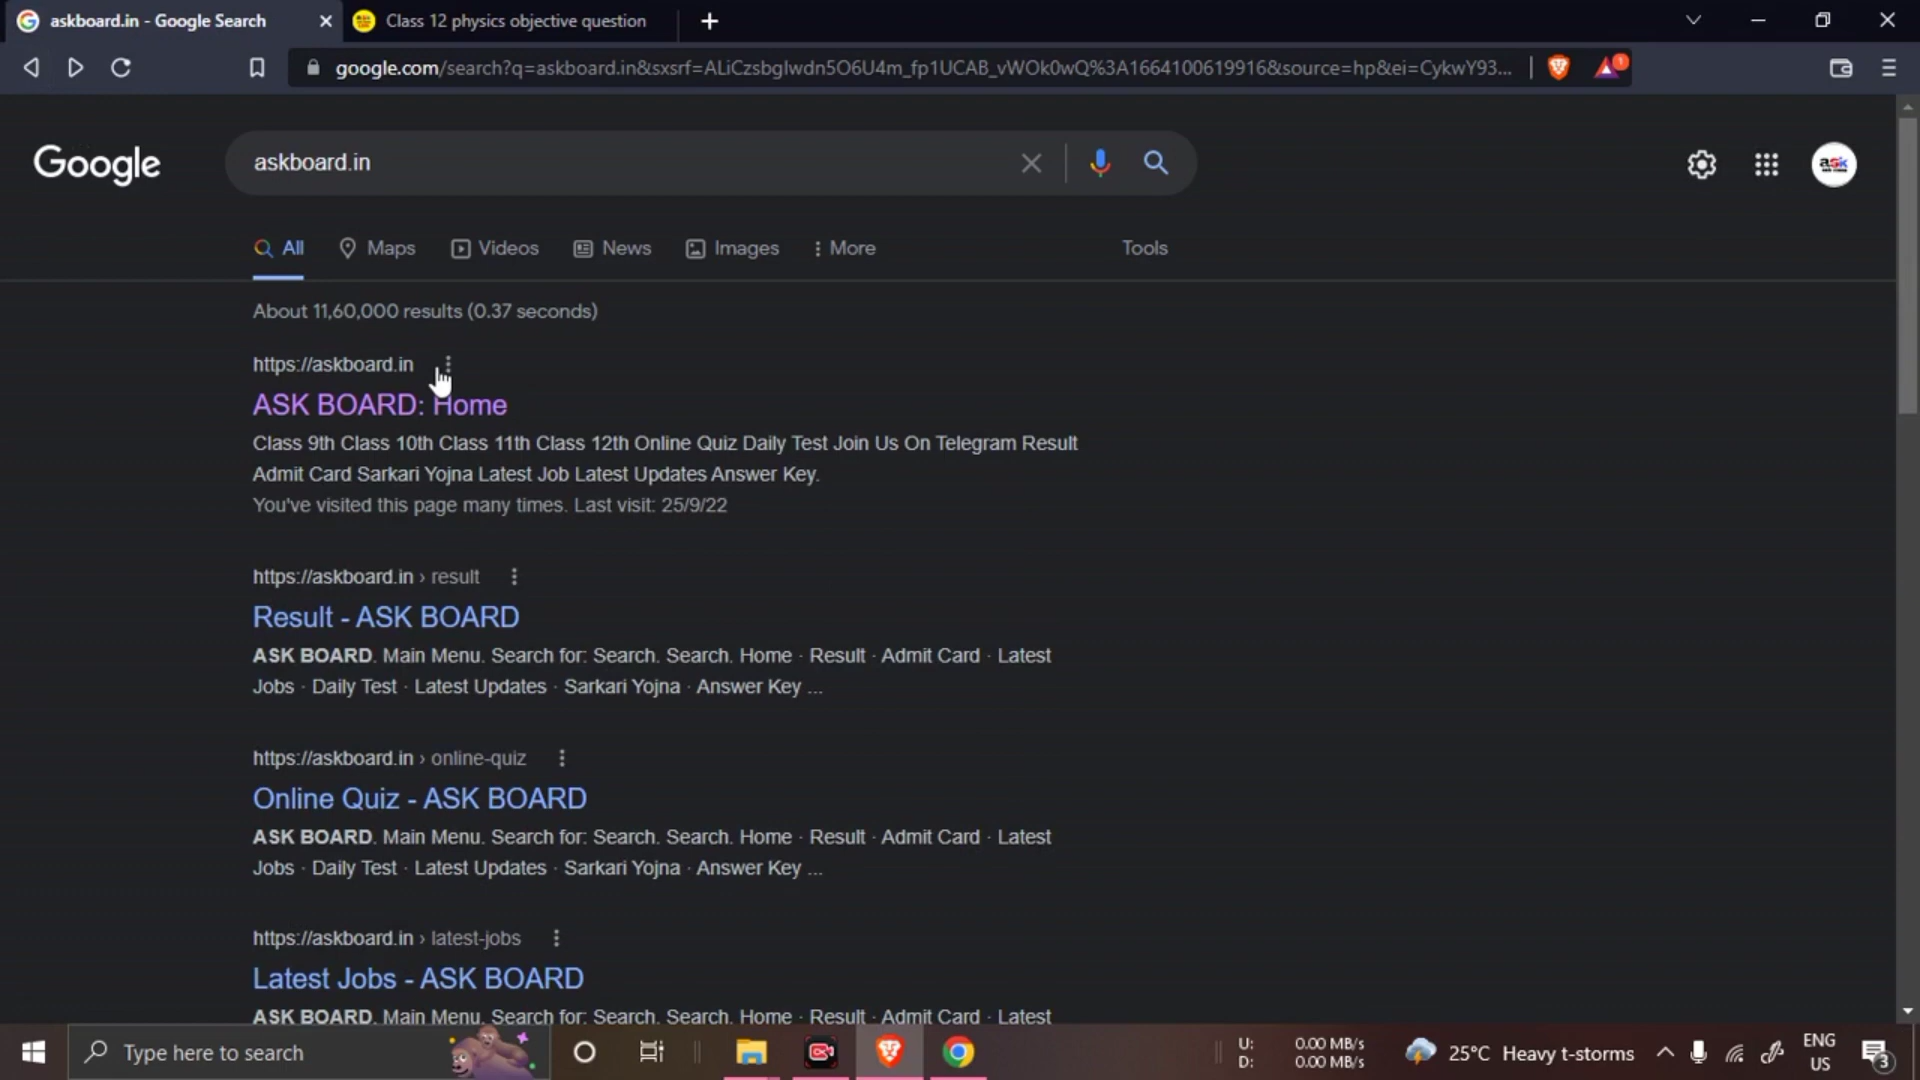 askboard.in - Google Search
Class 12 physics objective question
google.com/search?q=askboard.in&sxsrf=ALiCzsbglwdn5O6U4m_fp1UCAB_vWOk0wQ%3A1664100619916&source=hp&ei=CykwY93...
1
Google
askboard.in
ask
All
Maps
Videos
News
Images
More
Tools
About 11,60,000 results (0.37 seconds)
https://askboard.in
ASK BOARD: Home
Class 9th Class 10th Class 11th Class 12th Online Quiz Daily Test Join Us On Telegram Result
Admit Card Sarkari Yojna Latest Job Latest Updates Answer Key.
You've visited this page many times. Last visit: 25/9/22
https://askboard.in › result
Result - ASK BOARD
ASK BOARD. Main Menu. Search for: Search. Search. Home · Result · Admit Card · Latest
Jobs · Daily Test · Latest Updates · Sarkari Yojna · Answer Key ...
https://askboard.in › online-quiz
Online Quiz - ASK BOARD
ASK BOARD. Main Menu. Search for: Search. Search. Home · Result · Admit Card · Latest
Jobs · Daily Test · Latest Updates · Sarkari Yojna · Answer Key ...
https://askboard.in › latest-jobs
Latest Jobs - ASK BOARD
ASK BOARD. Main Menu. Search for: Search. Search. Home · Result · Admit Card · Latest
Type here to search
U: 0.00 MB/s
D: 0.00 MB/s
25°C Heavy t-storms
ENG
US
3